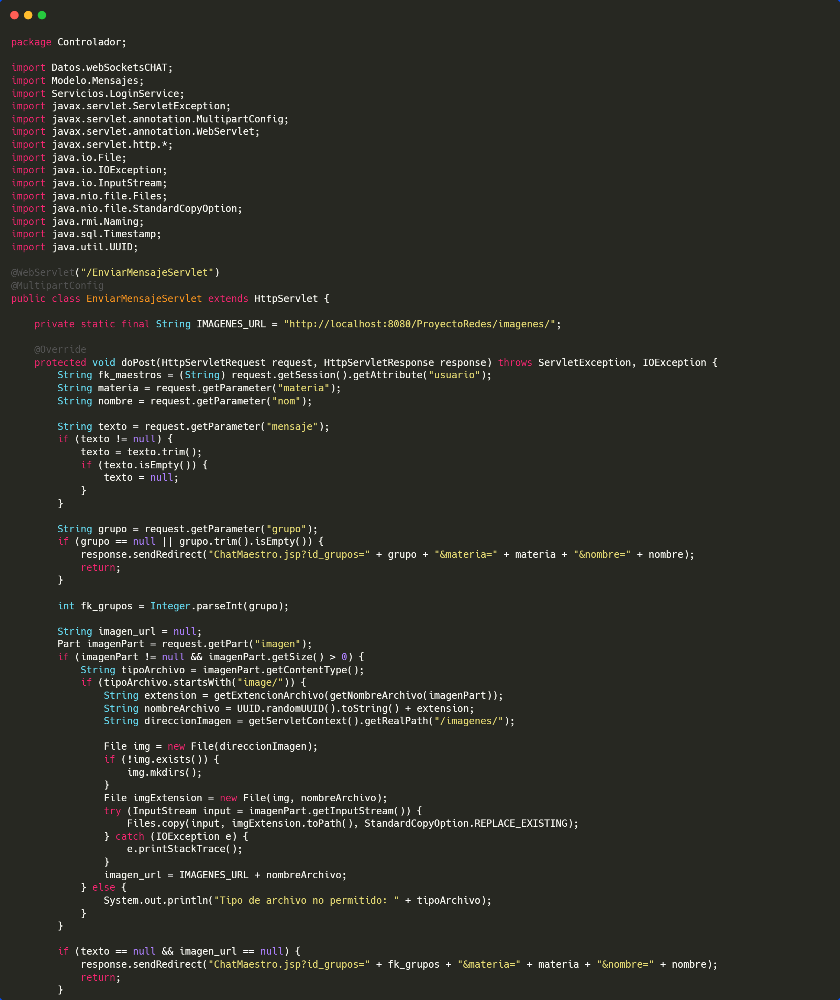 package Controlador;

import Datos.webSocketsCHAT;
import Modelo.Mensajes;
import Servicios.LoginService;
import javax.servlet.ServletException;
import javax.servlet.annotation.MultipartConfig;
import javax.servlet.annotation.WebServlet;
import javax.servlet.http.*;
import java.io.File;
import java.io.IOException;
import java.io.InputStream;
import java.nio.file.Files;
import java.nio.file.StandardCopyOption;
import java.rmi.Naming;
import java.sql.Timestamp;
import java.util.UUID;

@WebServlet("/EnviarMensajeServlet")
@MultipartConfig
public class EnviarMensajeServlet extends HttpServlet {

    private static final String IMAGENES_URL = "http://localhost:8080/ProyectoRedes/imagenes/";

    @Override
    protected void doPost(HttpServletRequest request, HttpServletResponse response) throws ServletException, IOException {
        String fk_maestros = (String) request.getSession().getAttribute("usuario");
        String materia = request.getParameter("materia");
        String nombre = request.getParameter("nom");

        String texto = request.getParameter("mensaje");
        if (texto != null) {
            texto = texto.trim();
            if (texto.isEmpty()) {
                texto = null;
            }
        }

        String grupo = request.getParameter("grupo");
        if (grupo == null || grupo.trim().isEmpty()) {
            response.sendRedirect("ChatMaestro.jsp?id_grupos=" + grupo + "&materia=" + materia + "&nombre=" + nombre);
            return;
        }

        int fk_grupos = Integer.parseInt(grupo);

        String imagen_url = null;
        Part imagenPart = request.getPart("imagen");
        if (imagenPart != null && imagenPart.getSize() > 0) {
            String tipoArchivo = imagenPart.getContentType();
            if (tipoArchivo.startsWith("image/")) {
                String extension = getExtencionArchivo(getNombreArchivo(imagenPart));
                String nombreArchivo = UUID.randomUUID().toString() + extension;
                String direccionImagen = getServletContext().getRealPath("/imagenes/");

                File img = new File(direccionImagen);
                if (!img.exists()) {
                    img.mkdirs();
                }
                File imgExtension = new File(img, nombreArchivo);
                try (InputStream input = imagenPart.getInputStream()) {
                    Files.copy(input, imgExtension.toPath(), StandardCopyOption.REPLACE_EXISTING);
                } catch (IOException e) {
                    e.printStackTrace();
                }
                imagen_url = IMAGENES_URL + nombreArchivo;
            } else {
                System.out.println("Tipo de archivo no permitido: " + tipoArchivo);
            }
        }

        if (texto == null && imagen_url == null) {
            response.sendRedirect("ChatMaestro.jsp?id_grupos=" + fk_grupos + "&materia=" + materia + "&nombre=" + nombre);
            return;
        }